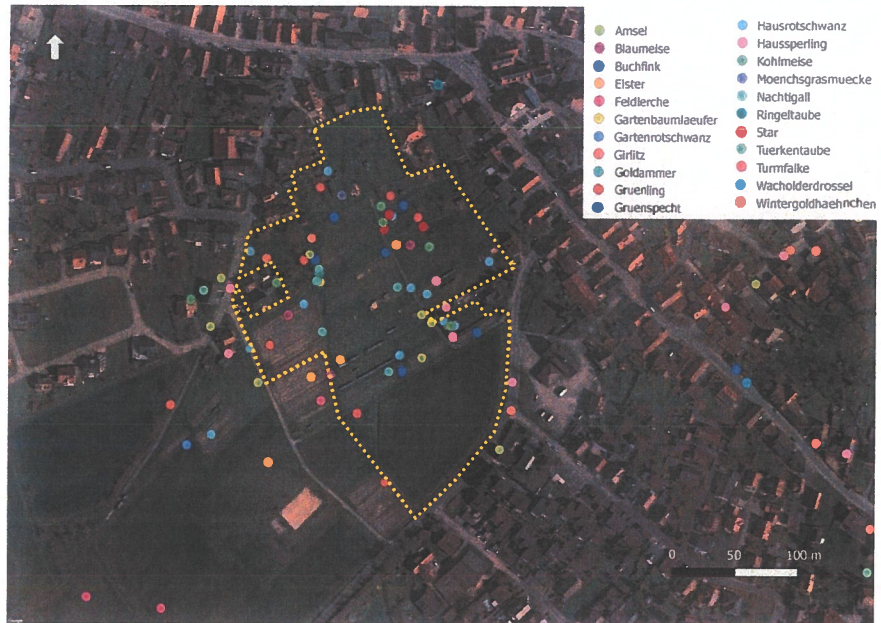 Amsel
Blaumeise
Buchfink
Elster
Feldlerche
Gartenbaumlaeufer
Gartenrotschwanz
Girlitz
Goldammer
Gruenling
Gruenspecht
Hausrotschwanz
Haussperling
Kohlmeise
Moenchsgrasmuecke
Nachtigall
Ringeltaube
Star
Tuerkentaube
Turmfalke
Wacholderdrossel
Wintergoldhaehnchen
0 50 100 m